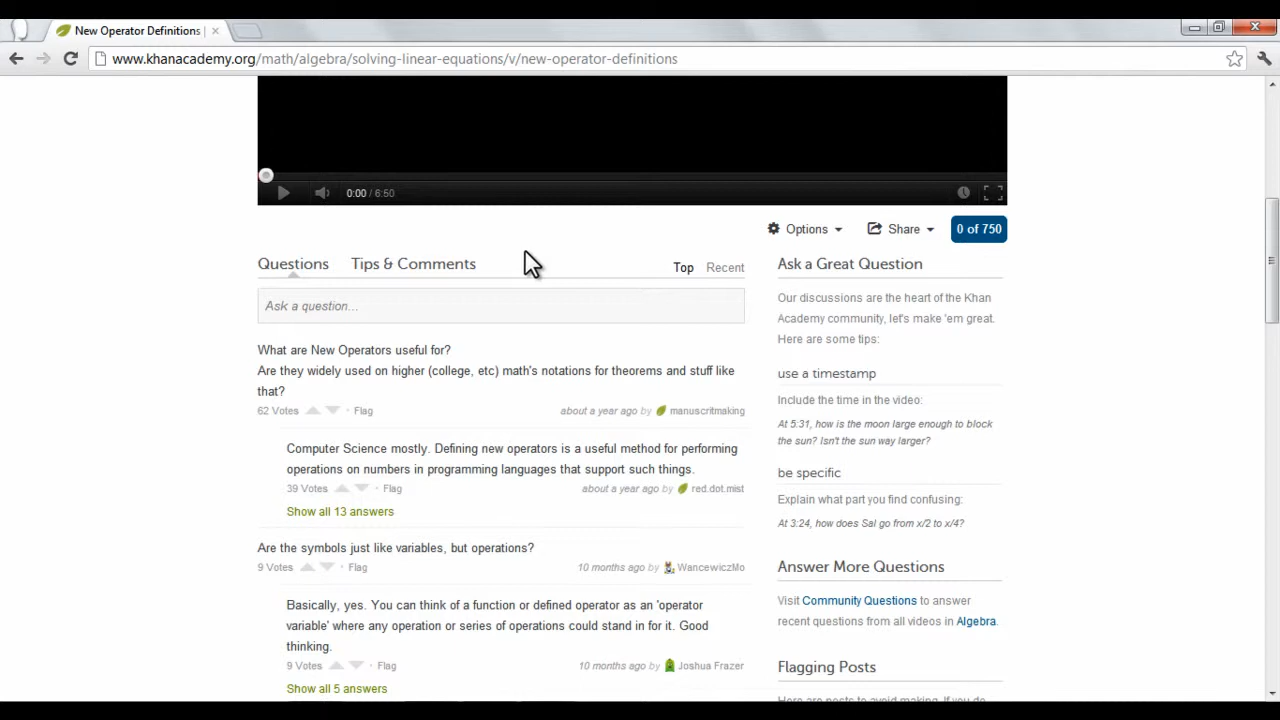 New Operator Definitions |
www.khanacademy.org/math/algebra/solving-linear-equations/v/new-operator-definitions
0:00 / 6:50
Options
Share
0 of 750
Questions
Tips & Comments
Top
Recent
Ask a question...
What are New Operators useful for?
Are they widely used on higher (college, etc) math's notations for theorems and stuff like
that?
62 Votes · Flag
about a year ago by manuscritmaking
Computer Science mostly. Defining new operators is a useful method for performing
operations on numbers in programming languages that support such things.
39 Votes · Flag
about a year ago by red.dot.mist
Show all 13 answers
Are the symbols just like variables, but operations?
9 Votes · Flag
10 months ago by WancewiczMo
Basically, yes. You can think of a function or defined operator as an 'operator
variable' where any operation or series of operations could stand in for it. Good
thinking.
9 Votes · Flag
10 months ago by Joshua Frazer
Show all 5 answers
Ask a Great Question
Our discussions are the heart of the Khan
Academy community, let's make 'em great.
Here are some tips:
use a timestamp
Include the time in the video:
At 5:31, how is the moon large enough to block
the sun? Isn't the sun way larger?
be specific
Explain what part you find confusing:
At 3:24, how does Sal go from x/2 to x/4?
Answer More Questions
Visit Community Questions to answer
recent questions from all videos in Algebra.
Flagging Posts
Here are posts to avoid making. If you do